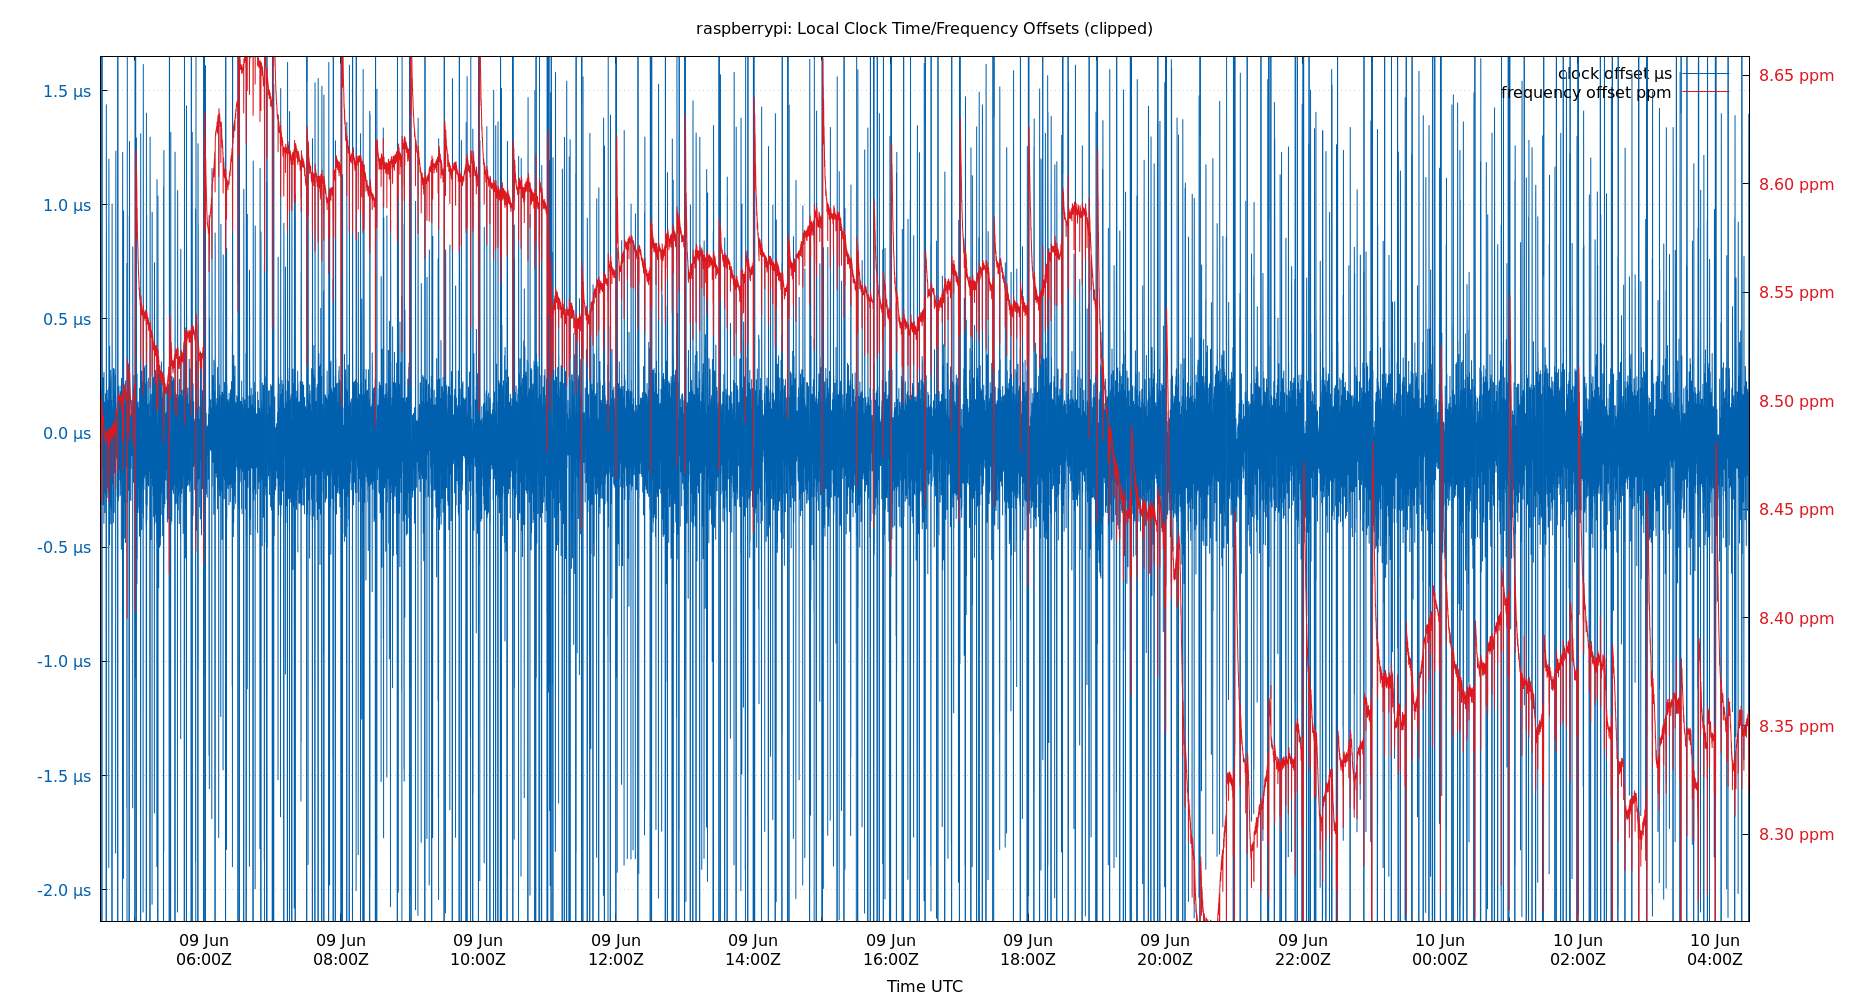 raspberrypi: Local Clock Time/Frequency Offsets (clipped)
clock offset µs
frequency offset ppm
1.5 µs
1.0 µs
0.5 µs
0.0 µs
-0.5 µs
-1.0 µs
-1.5 µs
-2.0 µs
8.65 ppm
8.60 ppm
8.55 ppm
8.50 ppm
8.45 ppm
8.40 ppm
8.35 ppm
8.30 ppm
09 Jun 09 Jun 09 Jun 09 Jun 09 Jun 09 Jun 09 Jun 09 Jun 09 Jun 10 Jun 10 Jun 10 Jun
06:00Z 08:00Z 10:00Z 12:00Z 14:00Z 16:00Z 18:00Z 20:00Z 22:00Z 00:00Z 02:00Z 04:00Z
Time UTC